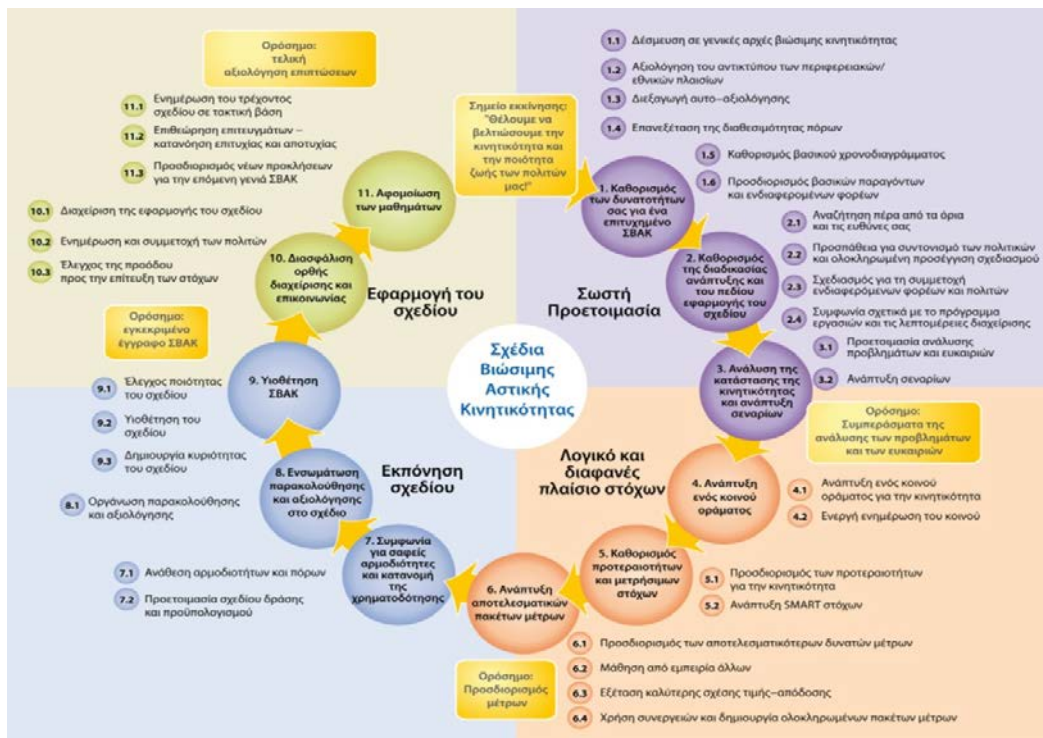 Ορόσημο:
τελική
αξιολόγηση επιπτώσεων
11.1 Ενημέρωση του τρέχοντος
σχεδίου σε τακτική βάση
11.2 Επιθεώρηση επιτευγμάτων –
κατανόηση επιτυχίας και αποτυχίας
11.3 Προσδιορισμός νέων προκλήσεων
για την επόμενη γενιά ΣΒΑΚ
11. Αφομοίωση
των μαθημάτων
10.1 Διαχείριση της εφαρμογής του σχεδίου
10.2 Ενημέρωση και συμμετοχή των πολιτών
10.3 Έλεγχος της προόδου
προς την επίτευξη των στόχων
10. Διασφάλιση
ορθής
διαχείρισης και
επικοινωνίας
Εφαρμογή του
σχεδίου
Σημείο εκκίνησης:
"Θέλουμε να
βελτιώσουμε την
κινητικότητα και
την ποιότητα
ζωής των πολιτών
μας!"
1.1 Δέσμευση σε γενικές αρχές βιώσιμης κινητικότητας
1.2 Αξιολόγηση του αντικτύπου των περιφερειακών/
εθνικών πλαισίων
1.3 Διεξαγωγή αυτο–αξιολόγησης
1.4 Επανεξέταση της διαθεσιμότητας πόρων
1.5 Καθορισμός βασικού χρονοδιαγράμματος
1.6 Προσδιορισμός βασικών παραγόντων
και ενδιαφερομένων φορέων
1. Καθορισμός
των δυνατοτήτων
σας για ένα
επιτυχημένο
ΣΒΑΚ
2.1 Αναζήτηση πέρα από τα όρια
και τις ευθύνες σας
2.2 Προσπάθεια για συντονισμό των πολιτικών
και ολοκληρωμένη προσέγγιση σχεδιασμού
2.3 Σχεδιασμός για τη συμμετοχή
ενδιαφερόμενων φορέων και πολιτών
2.4 Συμφωνία σχετικά με το πρόγραμμα
εργασιών και τις λεπτομέρειες διαχείρισης
2. Καθορισμός
της διαδικασίας
ανάπτυξης και
του πεδίου
εφαρμογής του
σχεδίου
Σωστή
Προετοιμασία
3.1 Προετοιμασία ανάλυσης
προβλημάτων και ευκαιριών
3.2 Ανάπτυξη σεναρίων
3. Ανάλυση της
κατάστασης της
κινητικότητας
και ανάπτυξη
σεναρίων
Σχέδια
Βιώσιμης
Αστικής
Κινητικότητας
Ορόσημο:
εγκεκριμένο
έγγραφο ΣΒΑΚ
9. Υιοθέτηση
ΣΒΑΚ
9.1 Έλεγχος ποιότητας
του σχεδίου
9.2 Υιοθέτηση του
σχεδίου
9.3 Δημιουργία κυριότητας
του σχεδίου
8. Ενσωμάτωση
παρακολούθησης
και αξιολόγησης
στο σχέδιο
8.1 Οργάνωση παρακολούθησης
και αξιολόγησης
Εκπόνηση
σχεδίου
7. Συμφωνία
για σαφείς
αρμοδιότητες
και κατανομή
της
χρηματοδότησης
7.1 Ανάθεση αρμοδιοτήτων και πόρων
7.2 Προετοιμασία σχεδίου δράσης
και προϋπολογισμού
Ορόσημο:
Συμπεράσματα της
ανάλυσης των προβλημάτων
και των ευκαιριών
Λογικό και
διαφανές
πλαίσιο στόχων
4. Ανάπτυξη
ενός κοινού
οράματος
4.1 Ανάπτυξη ενός κοινού
οράματος για την κινητικότητα
4.2 Ενεργή ενημέρωση του κοινού
5. Καθορισμός
προτεραιοτήτων
και μετρήσιμων
στόχων
5.1 Προσδιορισμός των προτεραιοτήτων
για την κινητικότητα
5.2 Ανάπτυξη SMART στόχων
6. Ανάπτυξη
αποτελεσματικών
πακέτων μέτρων
Ορόσημο:
Προσδιορισμός
μέτρων
6.1 Προσδιορισμός των αποτελεσματικότερων δυνατών μέτρων
6.2 Μάθηση από εμπειρία άλλων
6.3 Εξέταση καλύτερης σχέσης τιμής–απόδοσης
6.4 Χρήση συνεργειών και δημιουργία ολοκληρωμένων πακέτων μέτρων